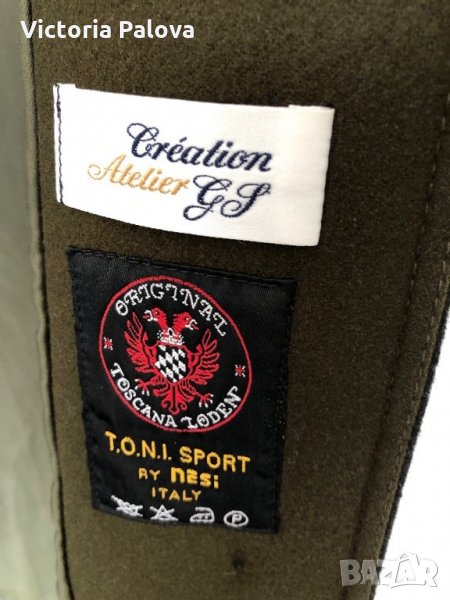 Victoria Palova
Création
Atelier GS
ORIGINAL
TOSCANA LODEN
T.O.N.I. SPORT
BY nesi
ITALY
P
BAZAR